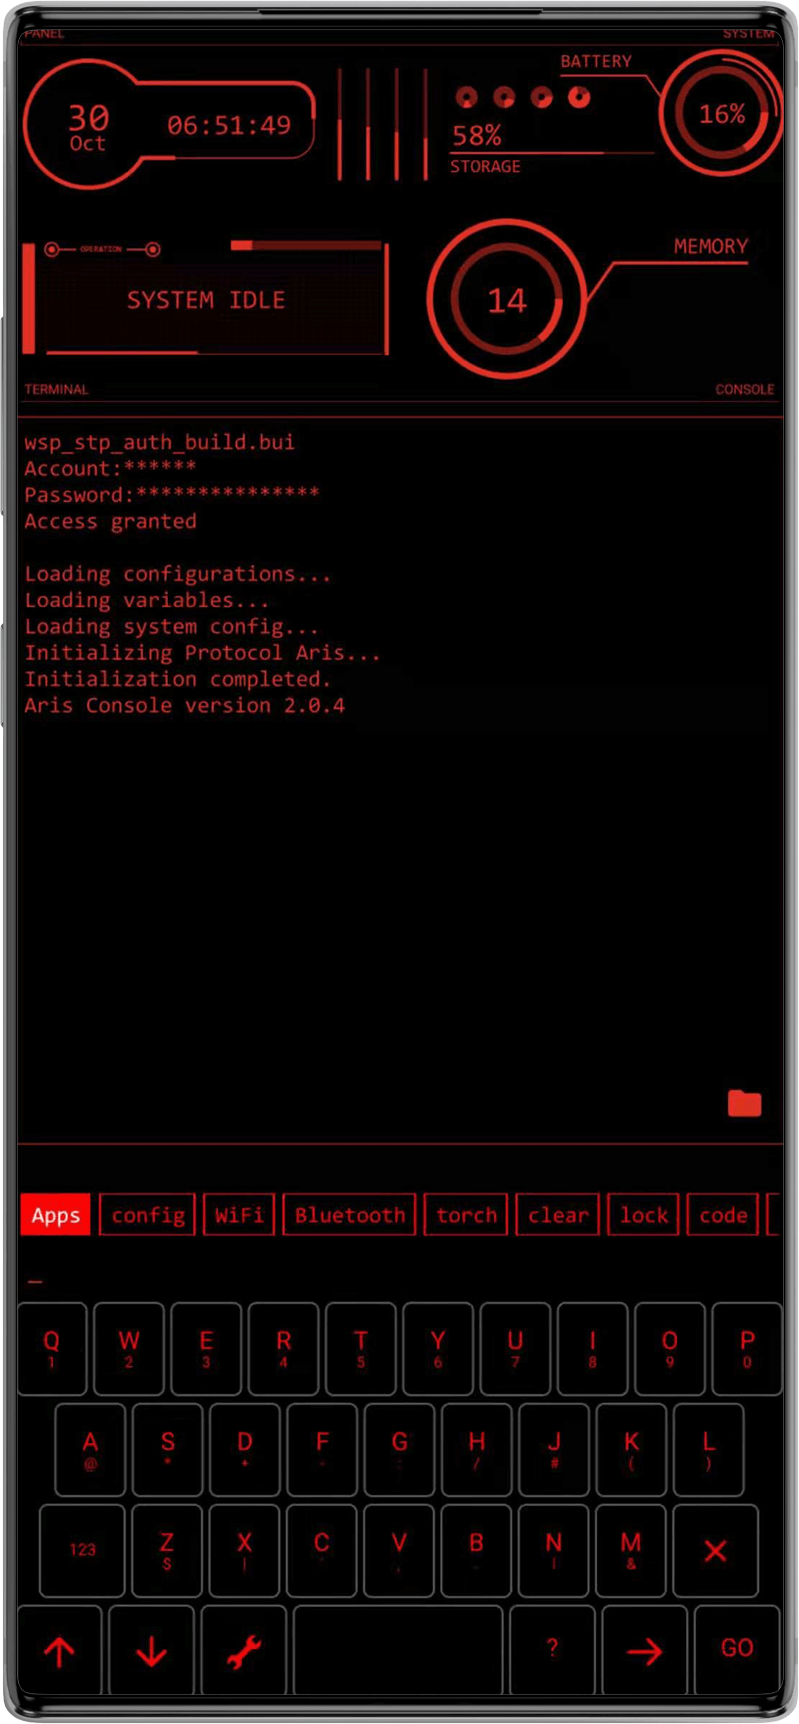 PANEL
SYSTEM
30
Oct
06:51:49
58%
STORAGE
BATTERY
16%
OPERATION
SYSTEM IDLE
14
MEMORY
TERMINAL
CONSOLE
wsp_stp_auth_build.bui
Account:******
Password:***************
Access granted
Loading configurations...
Loading variables...
Loading system config...
Initializing Protocol Aris...
Initialization completed.
Aris Console version 2.0.4
Apps config WiFi Bluetooth torch clear lock code
_
Q W E R T Y U I O P
1 2 3 4 5 6 7 8 9 0
A S D F G H J K L
@ * + - : / # ( )
123 Z X C V B N M
$ | ' , _ ! &
? GO